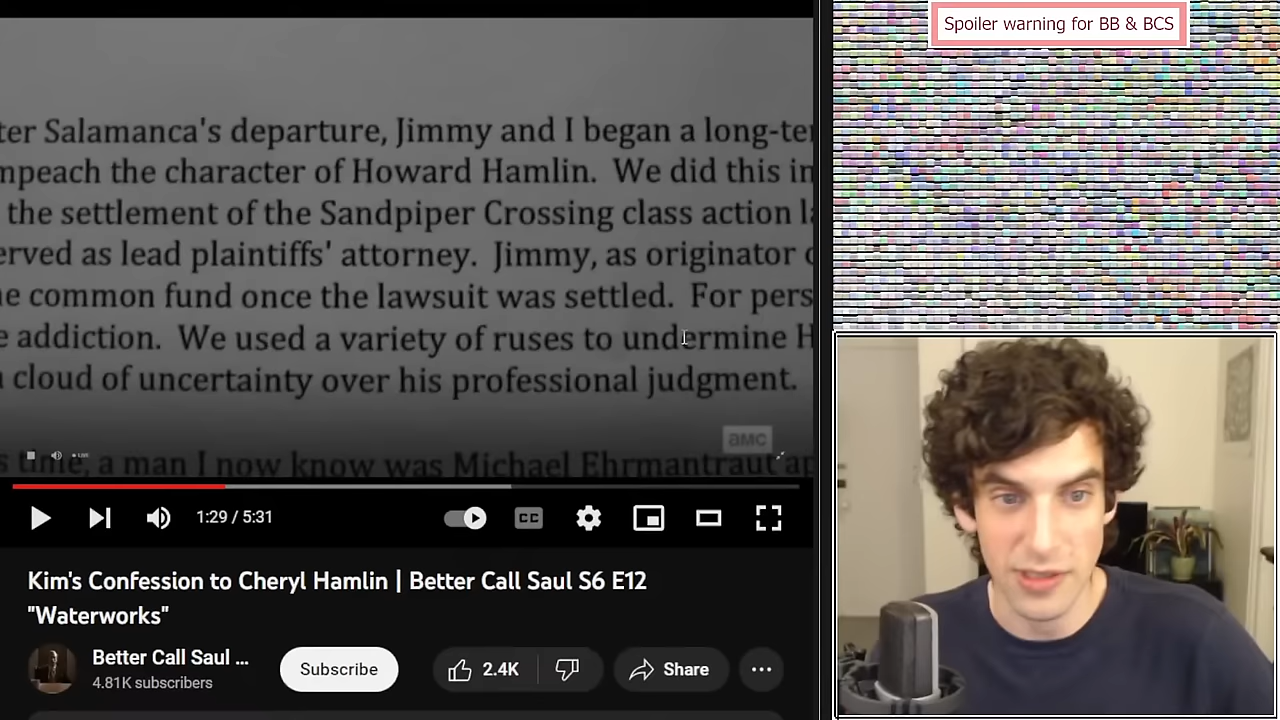 Spoiler warning for BB & BCS
ter Salamanca's departure, Jimmy and I began a long-ter
mpeach the character of Howard Hamlin. We did this in
the settlement of the Sandpiper Crossing class action la
erved as lead plaintiffs' attorney. Jimmy, as originator o
e common fund once the lawsuit was settled. For pers
e addiction. We used a variety of ruses to undermine H
cloud of uncertainty over his professional judgment.
s time, a man I now know was Michael Ehrmantraut ap
amc
1:29 / 5:31
CC
Kim's Confession to Cheryl Hamlin | Better Call Saul S6 E12
"Waterworks"
Better Call Saul ...
4.81K subscribers
Subscribe
2.4K
Share